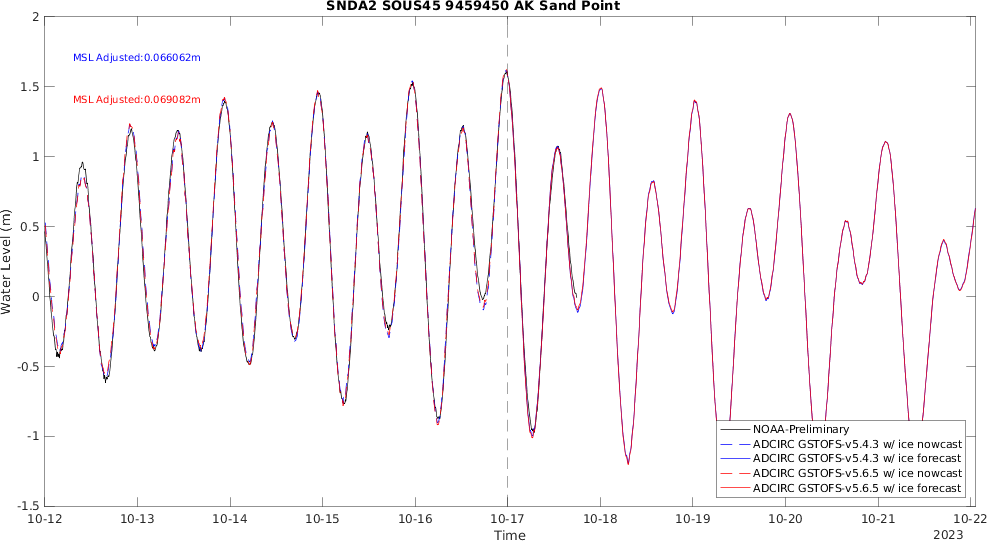 SNDA2 SOUS45 9459450 AK Sand Point
2
1.5
1
0.5
0
-0.5
-1
-1.5
Water Level (m)
MSL Adjusted:0.066062m
MSL Adjusted:0.069082m
NOAA-Preliminary
ADCIRC GSTOFS-v5.4.3 w/ ice nowcast
ADCIRC GSTOFS-v5.4.3 w/ ice forecast
ADCIRC GSTOFS-v5.6.5 w/ ice nowcast
ADCIRC GSTOFS-v5.6.5 w/ ice forecast
10-12 10-13 10-14 10-15 10-16 10-17 10-18 10-19 10-20 10-21 10-22
Time
2023